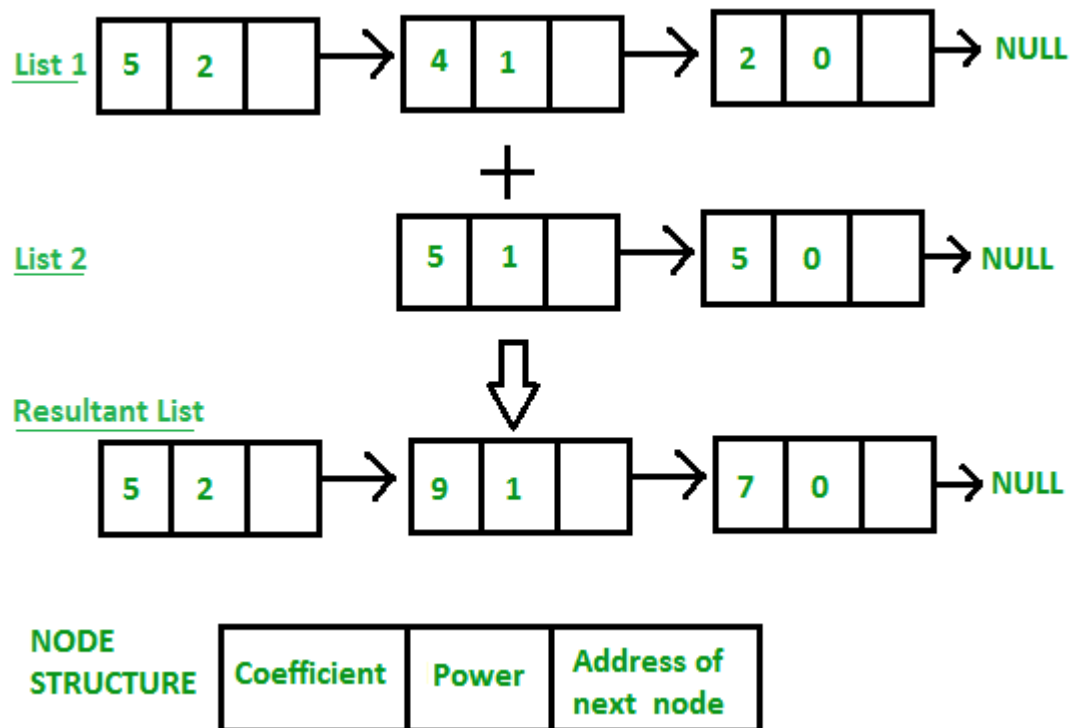 List 1 5 2 4 1 2 0 NULL
+
List 2 5 1 5 0 NULL
Resultant List
5 2 9 1 7 0 NULL
NODE
STRUCTURE
Coefficient Power Address of
next node